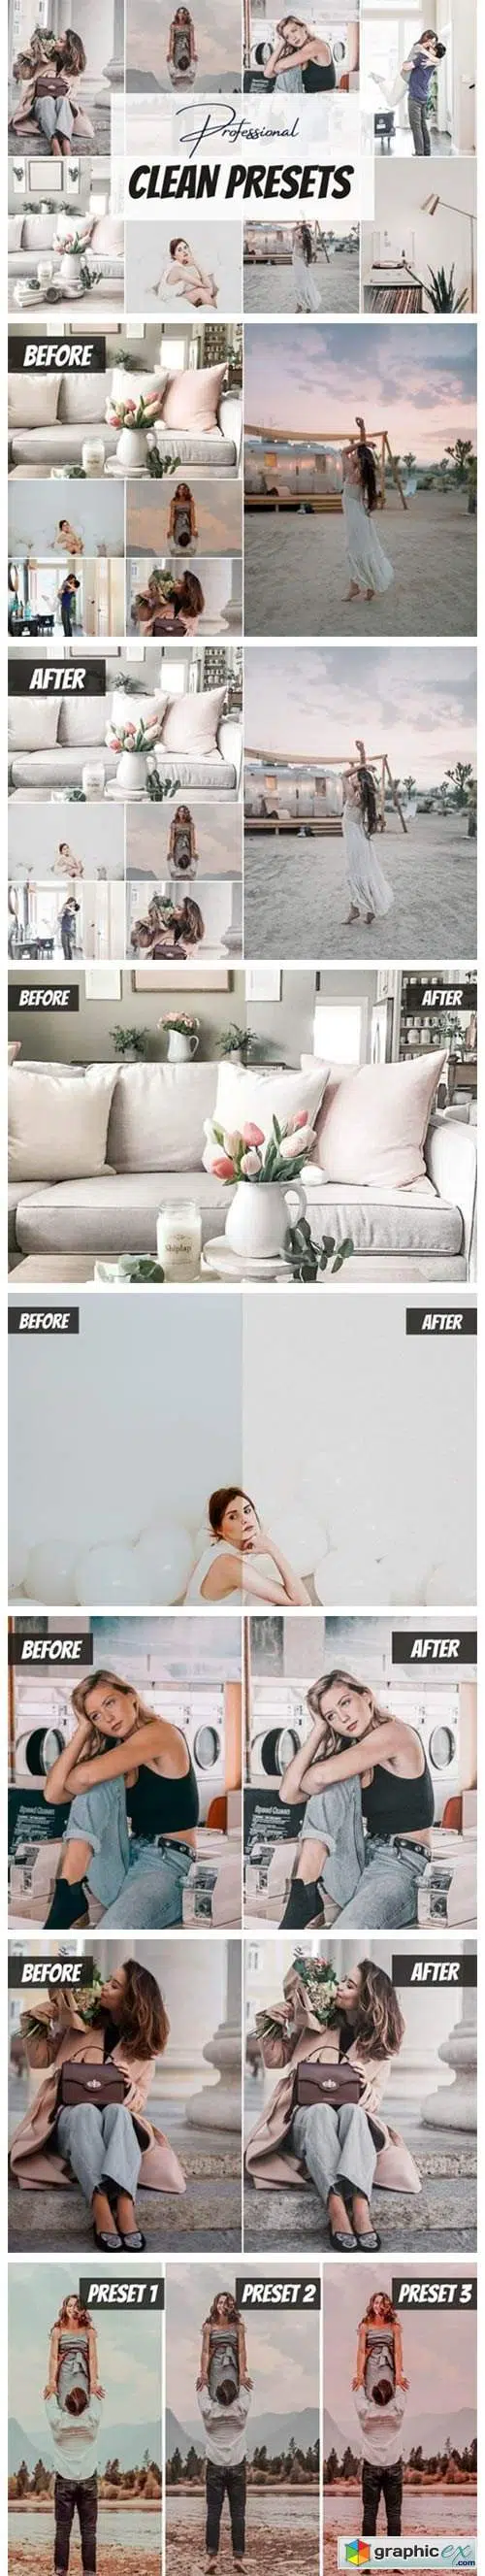 Professional
CLEAN PRESETS
BEFORE
AFTER
BEFORE
AFTER
Shiplap
BEFORE
AFTER
BEFORE
AFTER
Speed Queen
BEFORE
AFTER
PRESET 1
PRESET 2
PRESET 3
graphicex
.com